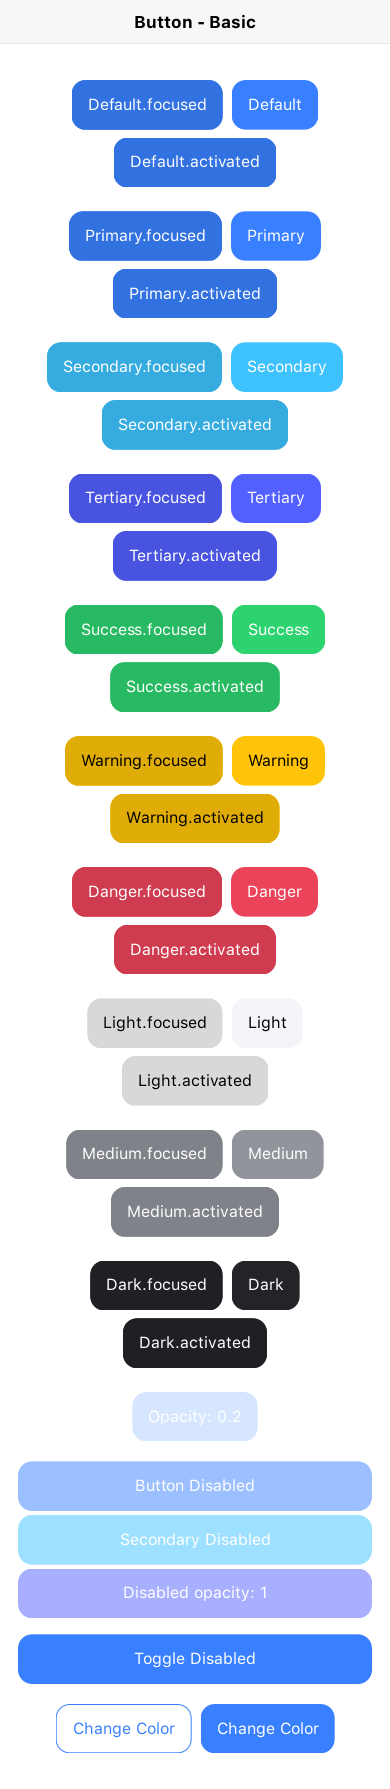 Button - Basic
Default.focused Default
Default.activated
Primary.focused Primary
Primary.activated
Secondary.focused Secondary
Secondary.activated
Tertiary.focused Tertiary
Tertiary.activated
Success.focused Success
Success.activated
Warning.focused Warning
Warning.activated
Danger.focused Danger
Danger.activated
Light.focused Light
Light.activated
Medium.focused Medium
Medium.activated
Dark.focused Dark
Dark.activated
Opacity: 0.2
Button Disabled
Secondary Disabled
Disabled opacity: 1
Toggle Disabled
Change Color Change Color